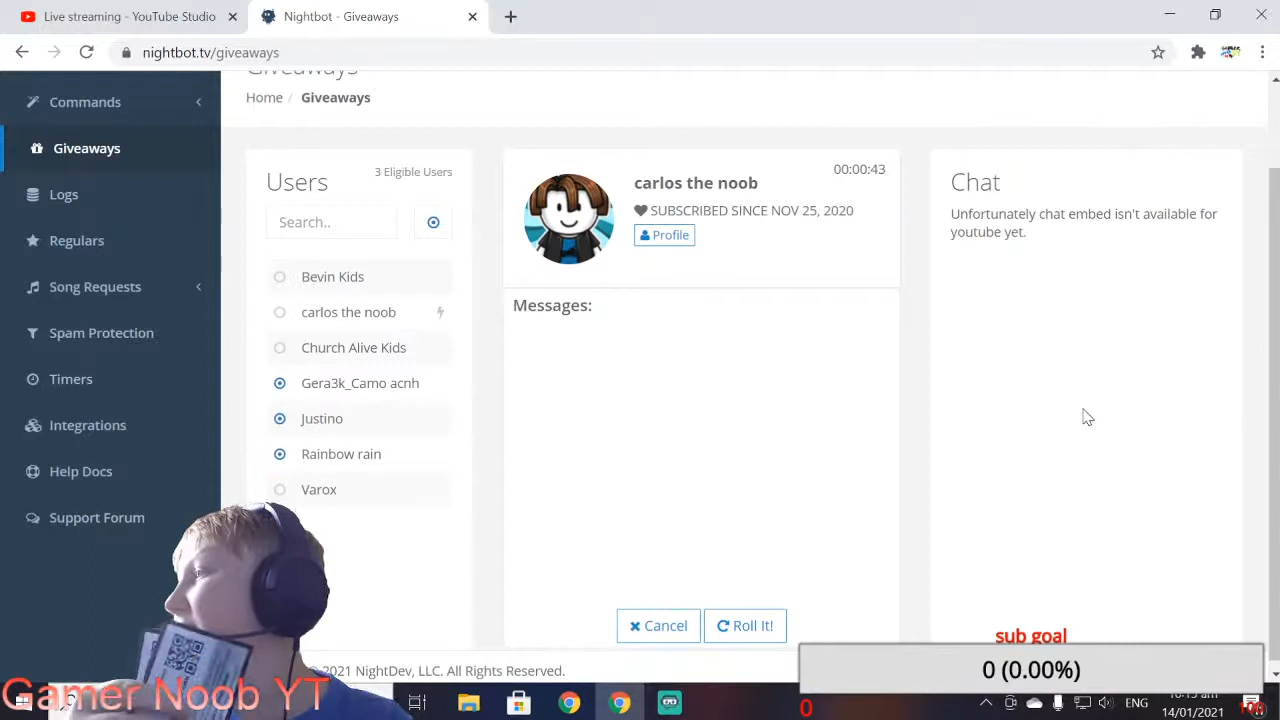 Live streaming - YouTube Studio
Nightbot - Giveaways
nightbot.tv/giveaways
Giveaways
Home / Giveaways
Commands
Giveaways
Logs
Regulars
Song Requests
Spam Protection
Timers
Integrations
Help Docs
Support Forum
Users
3 Eligible Users
Search..
Bevin Kids
carlos the noob
Church Alive Kids
Gera3k_Camo acnh
Justino
Rainbow rain
Varox
carlos the noob
00:00:43
SUBSCRIBED SINCE NOV 25, 2020
Profile
Messages:
Cancel
Roll It!
Chat
Unfortunately chat embed isn't available for
youtube yet.
© 2021 NightDev, LLC. All Rights Reserved.
sub goal
0 (0.00%)
0
Gamer Noob YT
ENG
14/01/2021